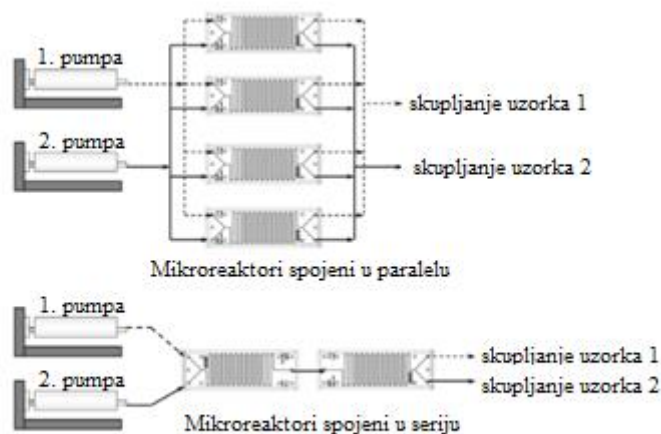 1. pumpa
2. pumpa
skupljanje uzorka 1
skupljanje uzorka 2
Mikroreaktori spojeni u paralelu
1. pumpa
2. pumpa
skupljanje uzorka 1
skupljanje uzorka 2
Mikroreaktori spojeni u seriju